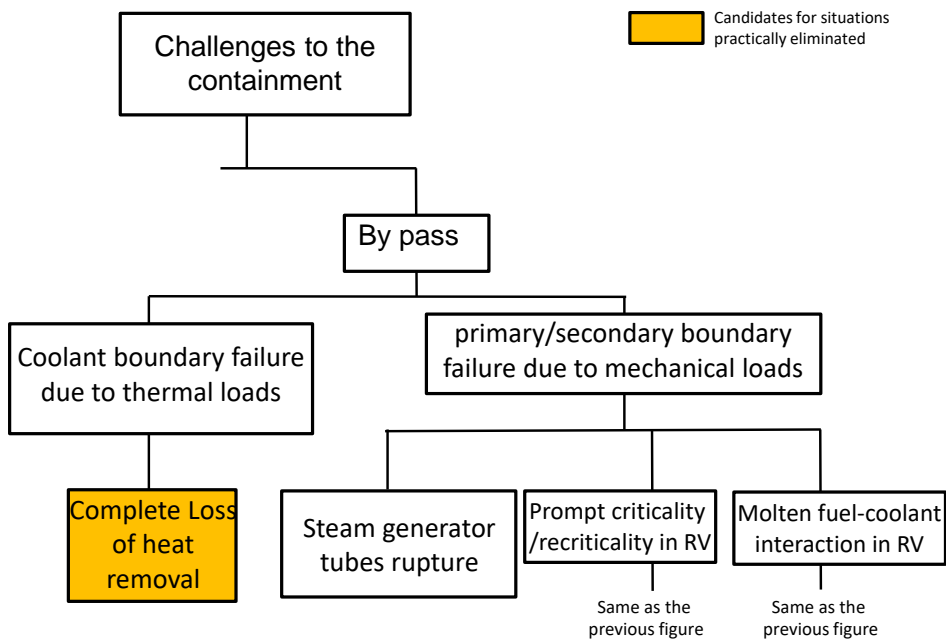 Challenges to the
containment
Candidates for situations
practically eliminated
By pass
Coolant boundary failure
due to thermal loads
primary/secondary boundary
failure due to mechanical loads
Complete Loss
of heat
removal
Steam generator
tubes rupture
Prompt criticality
/recriticality in RV
Molten fuel-coolant
interaction in RV
Same as the
previous figure
Same as the
previous figure